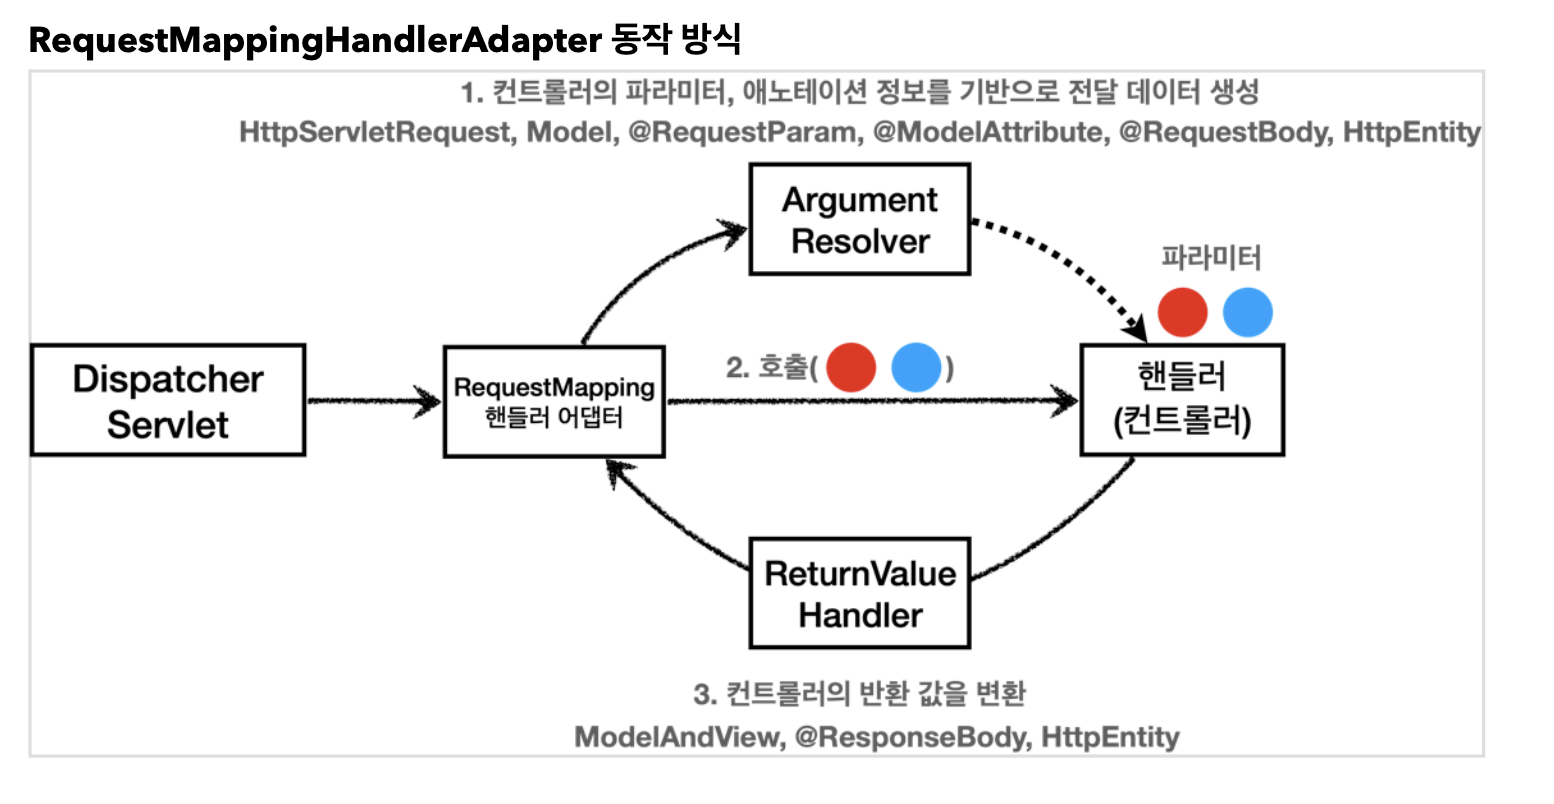 RequestMappingHandlerAdapter 동작 방식
1. 컨트롤러의 파라미터, 애노테이션 정보를 기반으로 전달 데이터 생성
HttpServletRequest, Model, @RequestParam, @ModelAttribute, @RequestBody, HttpEntity
Argument
Resolver
파라미터
Dispatcher
Servlet
RequestMapping
핸들러 어댑터
2. 호출( )
핸들러
(컨트롤러)
ReturnValue
Handler
3. 컨트롤러의 반환 값을 변환
ModelAndView, @ResponseBody, HttpEntity